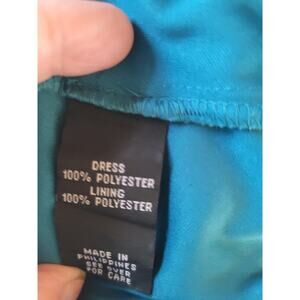 DRESS
100% POLYESTER
LINING
100% POLYESTER
MADE IN
PHILIPPINES
SEE OVER
FOR CARE